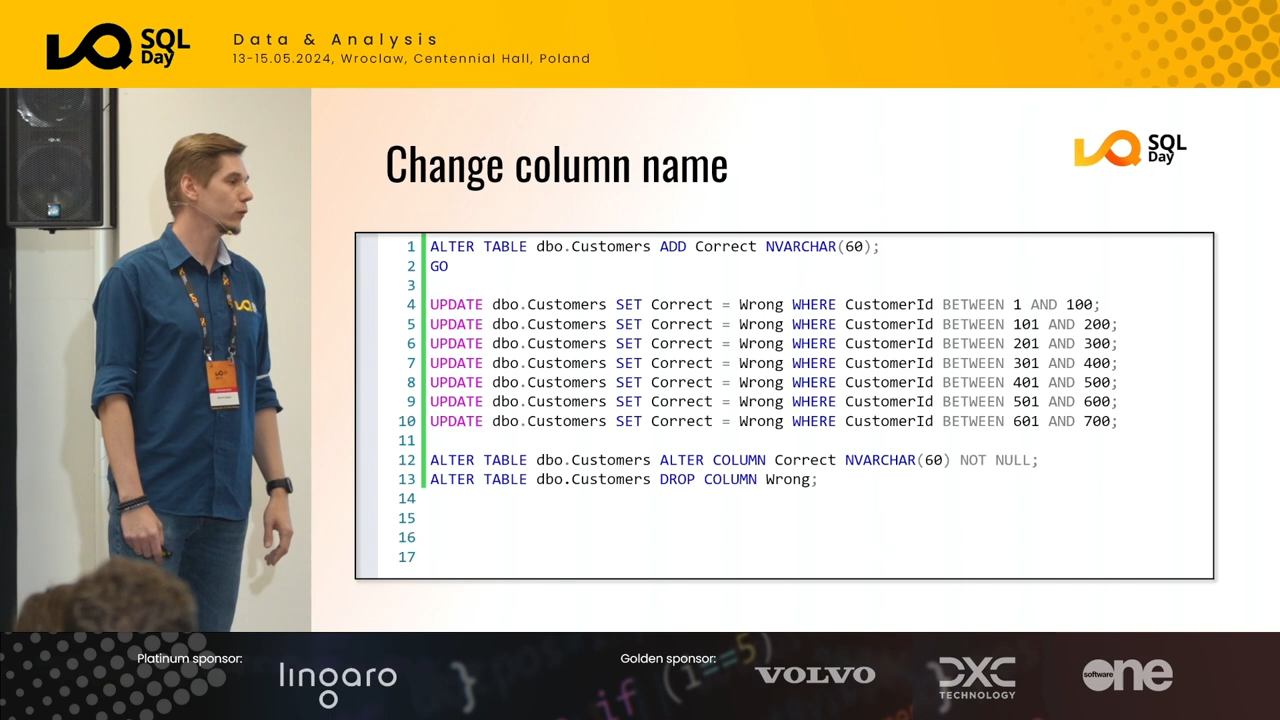 SQL
Day
Data & Analysis
13-15.05.2024, Wroclaw, Centennial Hall, Poland
Change column name
SQL
Day
1 ALTER TABLE dbo.Customers ADD Correct NVARCHAR(60);
2 GO
3
4 UPDATE dbo.Customers SET Correct = Wrong WHERE CustomerId BETWEEN 1 AND 100;
5 UPDATE dbo.Customers SET Correct = Wrong WHERE CustomerId BETWEEN 101 AND 200;
6 UPDATE dbo.Customers SET Correct = Wrong WHERE CustomerId BETWEEN 201 AND 300;
7 UPDATE dbo.Customers SET Correct = Wrong WHERE CustomerId BETWEEN 301 AND 400;
8 UPDATE dbo.Customers SET Correct = Wrong WHERE CustomerId BETWEEN 401 AND 500;
9 UPDATE dbo.Customers SET Correct = Wrong WHERE CustomerId BETWEEN 501 AND 600;
10 UPDATE dbo.Customers SET Correct = Wrong WHERE CustomerId BETWEEN 601 AND 700;
11
12 ALTER TABLE dbo.Customers ALTER COLUMN Correct NVARCHAR(60) NOT NULL;
13 ALTER TABLE dbo.Customers DROP COLUMN Wrong;
14
15
16
17
Platinum sponsor:
lingaro
Golden sponsor:
VOLVO
DXC
TECHNOLOGY
software one
} if (i==5)